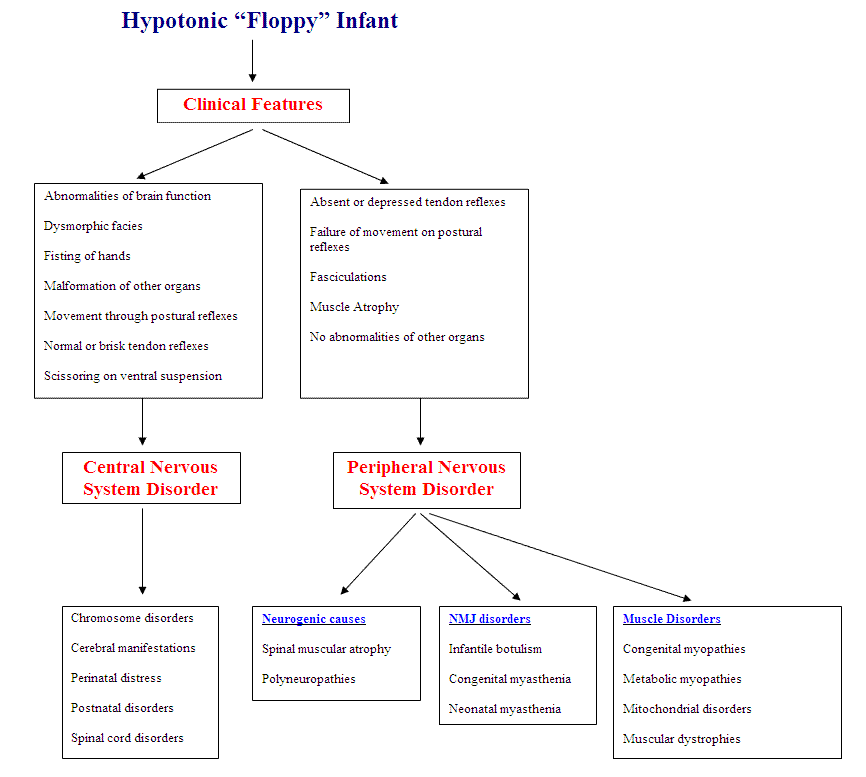 Hypotonic “Floppy” Infant
Clinical Features
Abnormalities of brain function
Dysmorphic facies
Fisting of hands
Malformation of other organs
Movement through postural reflexes
Normal or brisk tendon reflexes
Scissoring on ventral suspension
Absent or depressed tendon reflexes
Failure of movement on postural
reflexes
Fasciculations
Muscle Atrophy
No abnormalities of other organs
Central Nervous
System Disorder
Peripheral Nervous
System Disorder
Chromosome disorders
Cerebral manifestations
Perinatal distress
Postnatal disorders
Spinal cord disorders
Neurogenic causes
Spinal muscular atrophy
Polyneuropathies
NMJ disorders
Infantile botulism
Congenital myasthenia
Neonatal myasthenia
Muscle Disorders
Congenital myopathies
Metabolic myopathies
Mitochondrial disorders
Muscular dystrophies